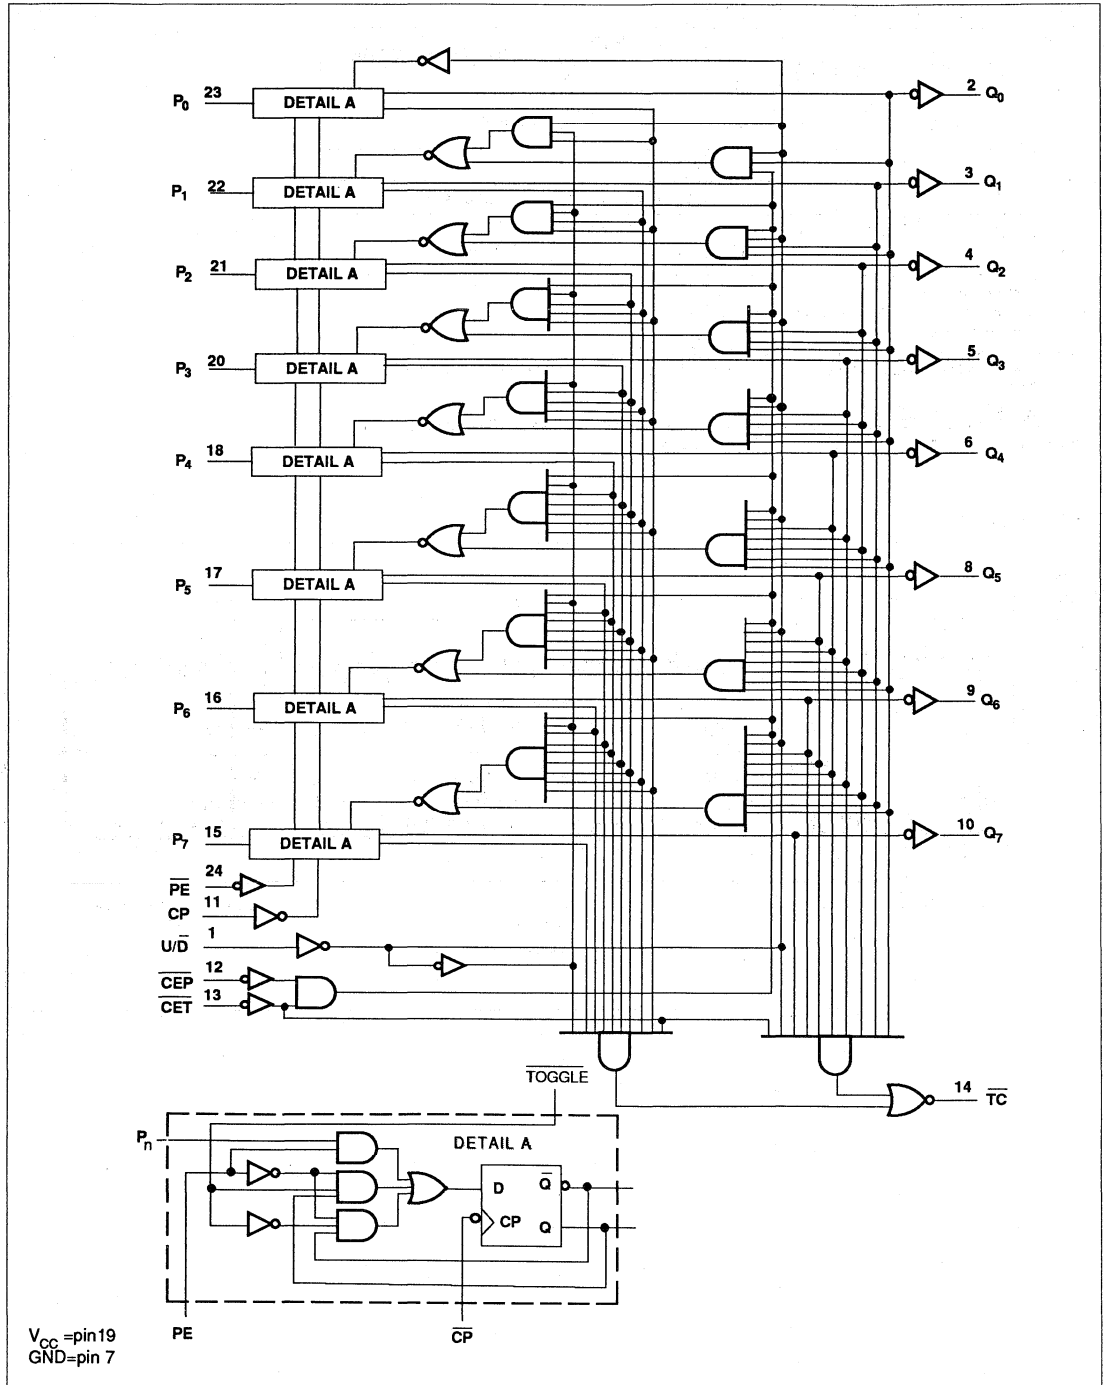 P0 23 DETAIL A 2 Q0
P1 22 DETAIL A 3 Q1
P2 21 DETAIL A 4 Q2
P3 20 DETAIL A 5 Q3
P4 18 DETAIL A 6 Q4
P5 17 DETAIL A 8 Q5
P6 16 DETAIL A 9 Q6
P7 15 DETAIL A 10 Q7
PE 24
CP 11
U/D 1
CEP 12
CET 13
TOGGLE
14 TC
Pn DETAIL A
D Q
CP Q
PE CP
VCC =pin19
GND=pin 7